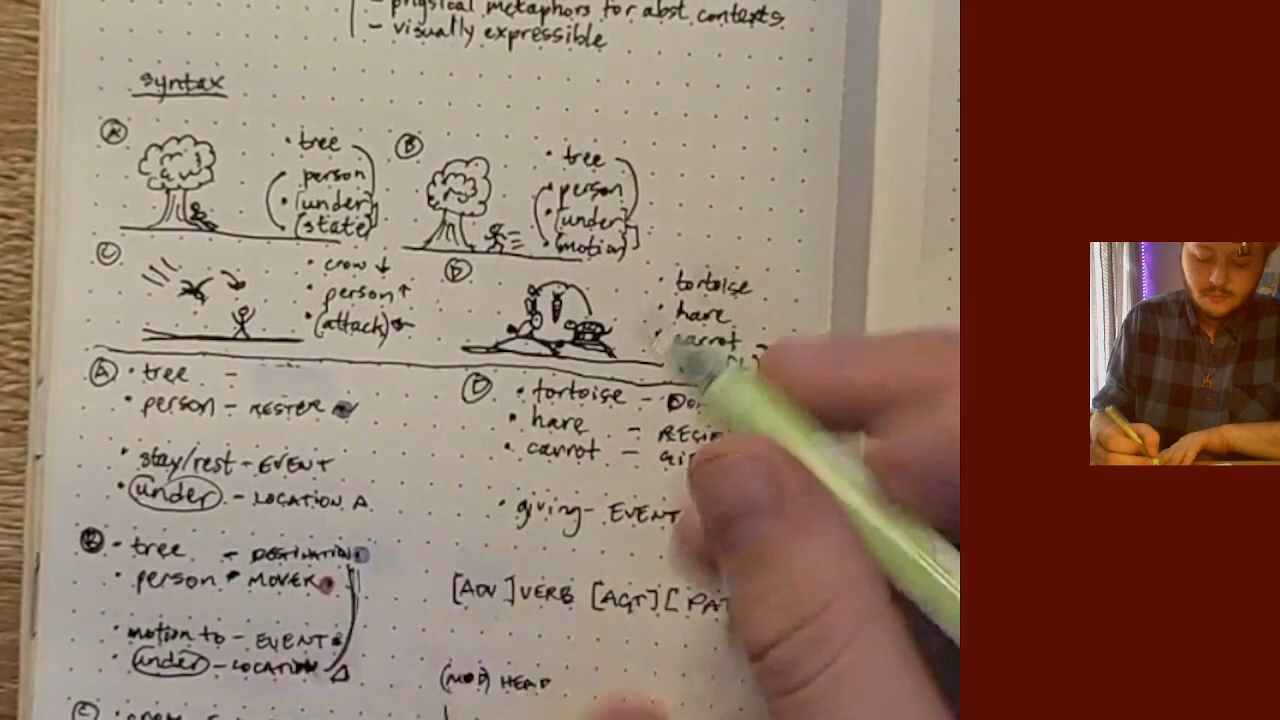 - physical metaphors for abst. contexts
- visually expressible
syntax
A
• tree
person
• [under]
[state]
B
• tree
• person
• [under]
• [motion]
C
• crow ↓
• person ↑
• (attack)
D
• tortoise
• hare
• carrot -
A • tree -
• person - RESTER
• stay/rest - EVENT
• under - LOCATION A
B - tree - DESTINATION
• person • MOVER
• motion to - EVENT
• under - LOCATION
D • tortoise -
• hare -
• carrot -
• giving - EVENT
[ADV] VERB [AGT] [PAT
(MOD) HEAD
C